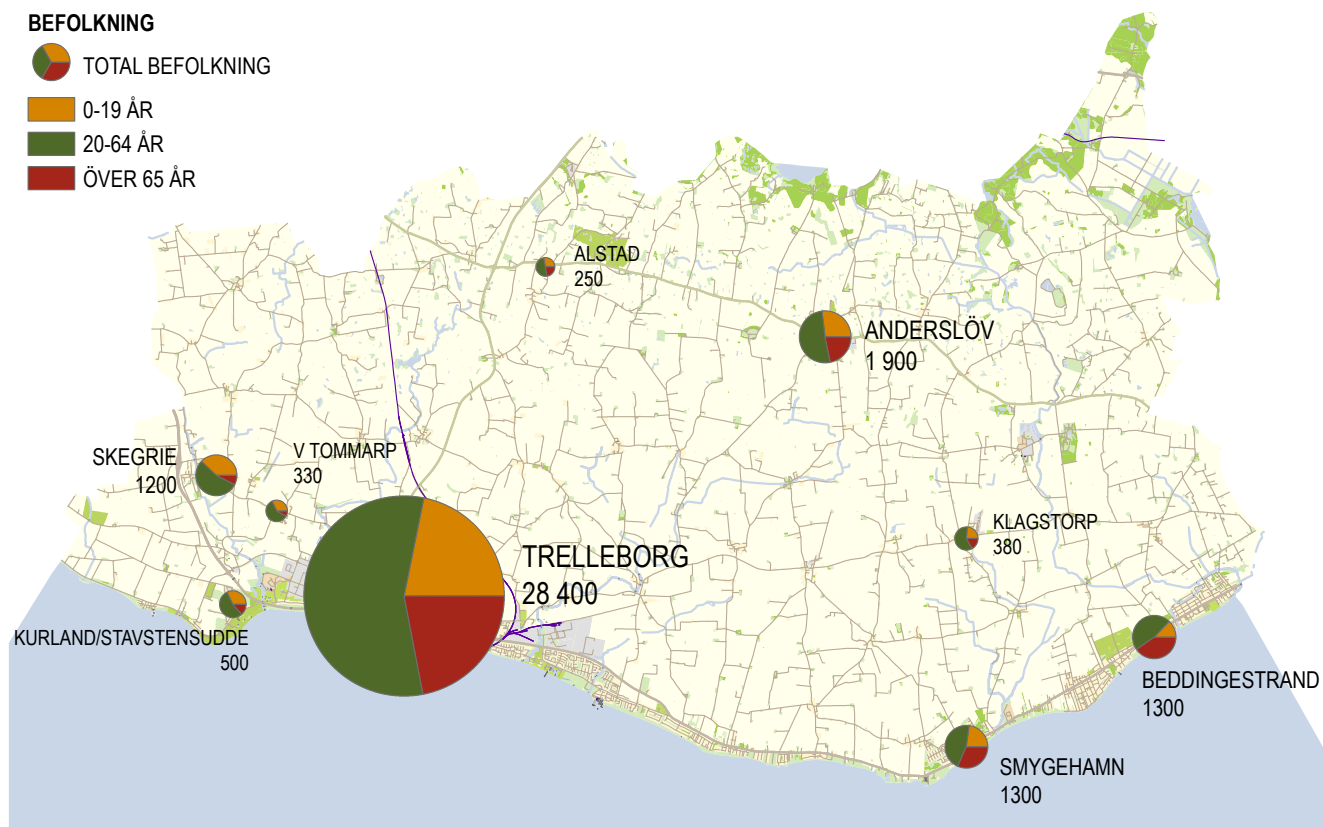 BEFOLKNING
TOTAL BEFOLKNING
0-19 ÅR
20-64 ÅR
ÖVER 65 ÅR
ALSTAD
250
ANDERSLÖV
1 900
SKEGRIE
1200
V TOMMARP
330
TRELLEBORG
28 400
KLAGSTORP
380
KURLAND/STAVSTENSUDDE
500
BEDDINGESTRAND
1300
SMYGEHAMN
1300